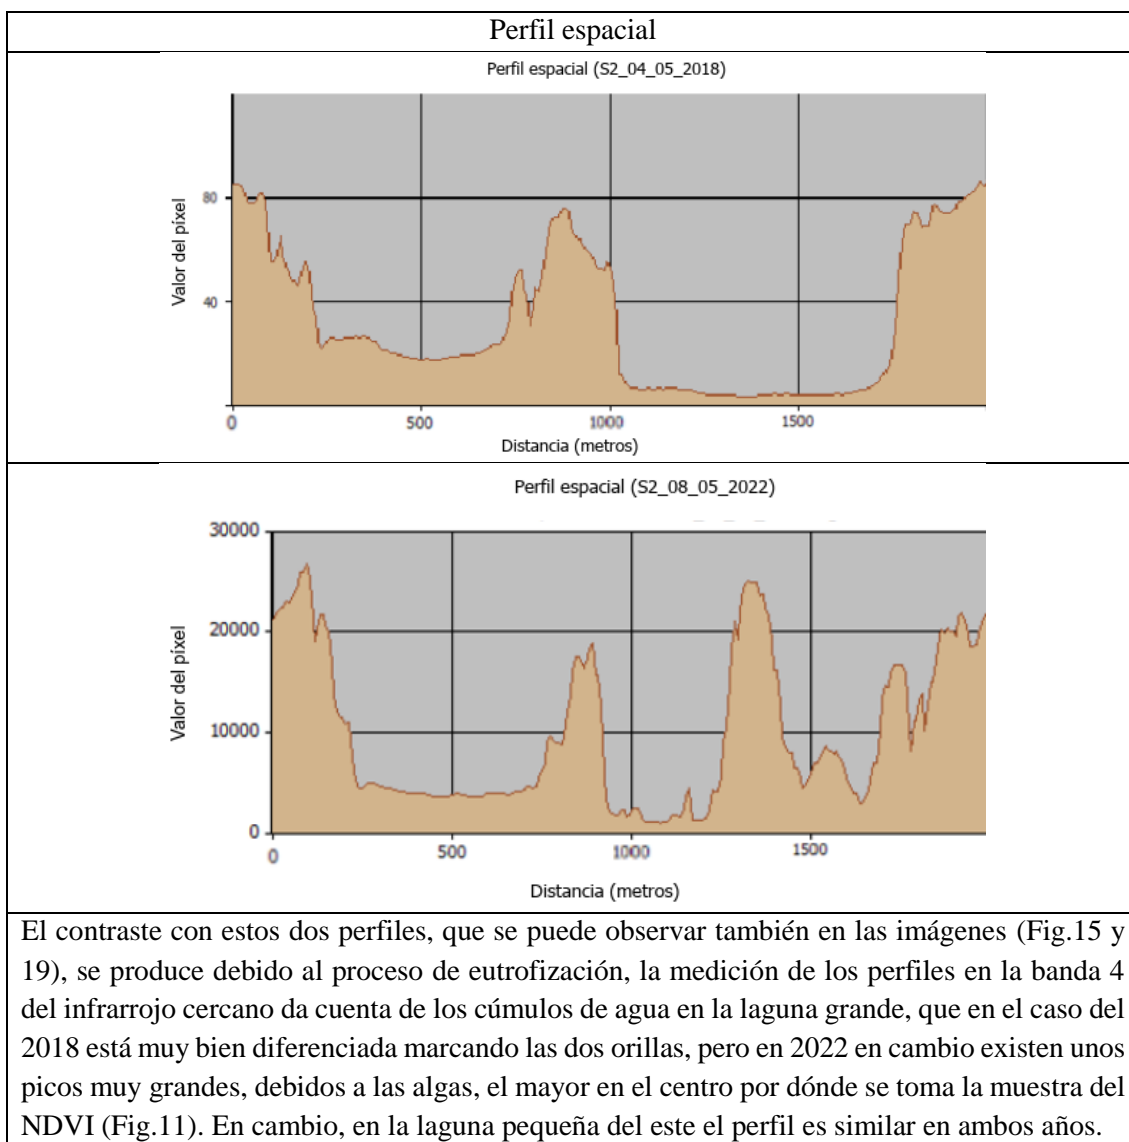 Perfil espacial
Perfil espacial (S2_04_05_2018)
80
40
Valor del píxel
0 500 1000 1500
Distancia (metros)
Perfil espacial (S2_08_05_2022)
30000
20000
10000
0
Valor del píxel
0 500 1000 1500
Distancia (metros)
El contraste con estos dos perfiles, que se puede observar también en las imágenes (Fig.15 y
19), se produce debido al proceso de eutrofización, la medición de los perfiles en la banda 4
del infrarrojo cercano da cuenta de los cúmulos de agua en la laguna grande, que en el caso del
2018 está muy bien diferenciada marcando las dos orillas, pero en 2022 en cambio existen unos
picos muy grandes, debidos a las algas, el mayor en el centro por dónde se toma la muestra del
NDVI (Fig.11). En cambio, en la laguna pequeña del este el perfil es similar en ambos años.